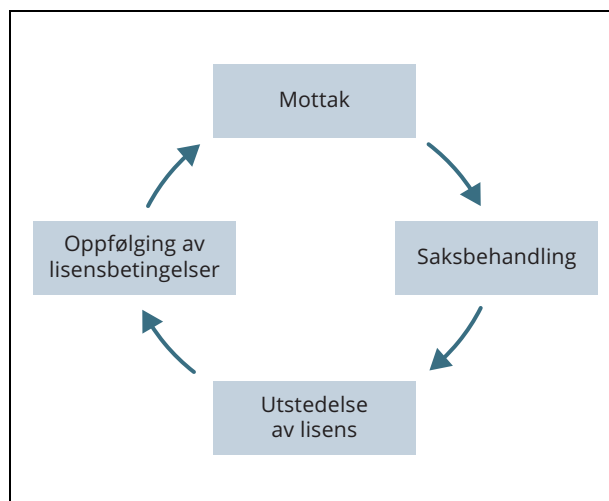 Mottak
Saksbehandling
Utstedelse
av lisens
Oppfølging av
lisensbetingelser